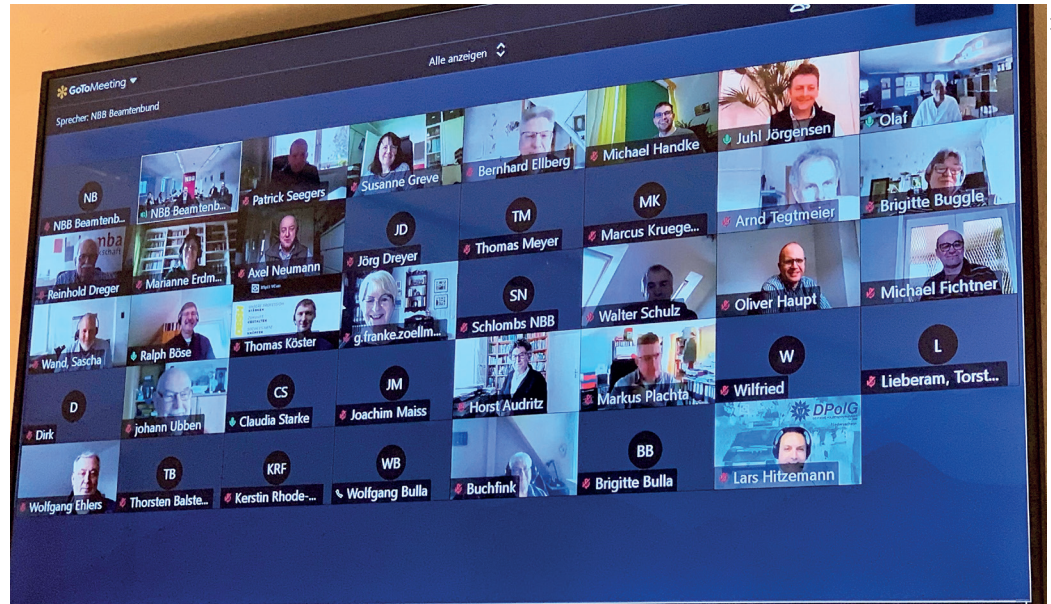 GoToMeeting
Alle anzeigen
Sprecher: NBB Beamtenbund
NB
NBB Beamtenb...
NBB Beamtenb...
Patrick Seegers
Susanne Greve
Bernhard Ellberg
Michael Handke
Juhl Jörgensen
Olaf
mba
Reinhold Dreger
Marianne Erdm...
Axel Neumann
JD
Jörg Dreyer
TM
Thomas Meyer
MK
Marcus Kruege...
Arnd Tegtmeier
Brigitte Buggle
Wand, Sascha
Ralph Böse
Thomas Köster
g.franke.zoellm...
SN
Schlombs NBB
Walter Schulz
Oliver Haupt
Michael Fichtner
D
Dirk
johann Ubben
CS
Claudia Starke
JM
Joachim Maiss
Horst Audritz
Markus Plachta
W
Wilfried
L
Lieberam, Torst...
Wolfgang Ehlers
TB
Thorsten Balste...
KRF
Kerstin Rhode-...
WB
Wolfgang Bulla
Buchfink
BB
Brigitte Bulla
DPolG
Lars Hitzemann